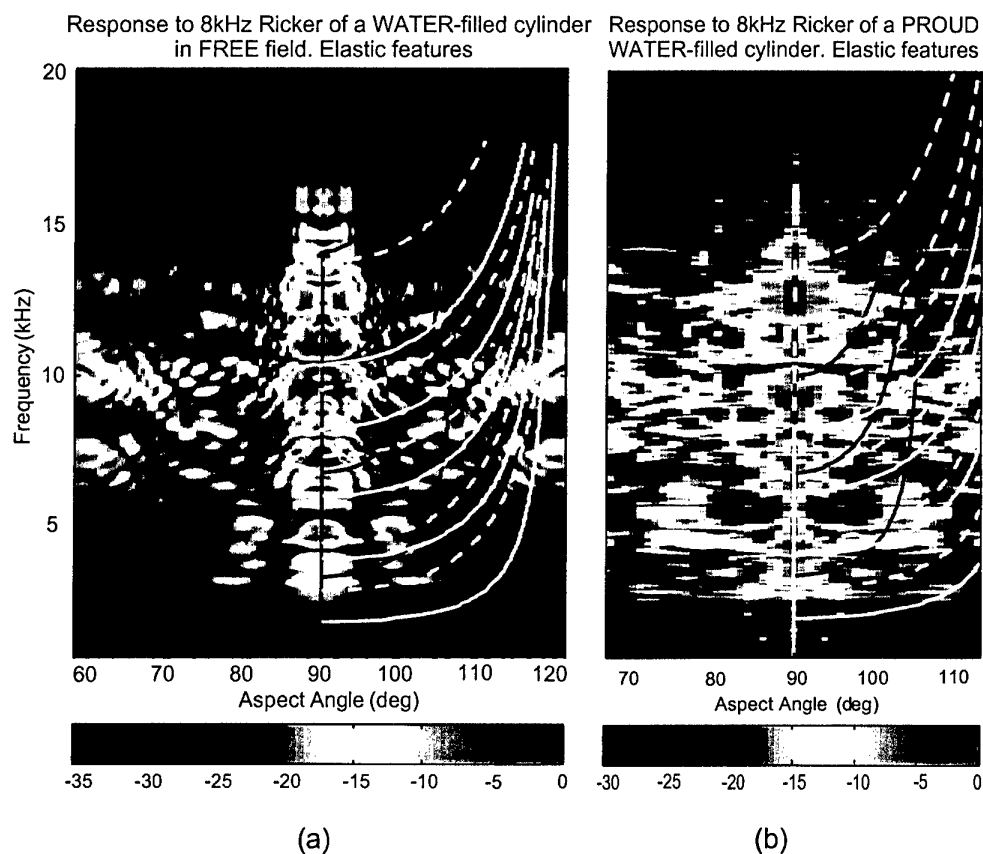 Response to 8kHz Ricker of a WATER-filled cylinder
in FREE field. Elastic features
Response to 8kHz Ricker of a PROUD
WATER-filled cylinder. Elastic features
20
15
10
5
Frequency (kHz)
60 70 80 90 100 110 120
Aspect Angle (deg)
70 80 90 100 110
Aspect Angle (deg)
-35 -30 -25 -20 -15 -10 -5 0
-30 -25 -20 -15 -10 -5 0
(a)
(b)